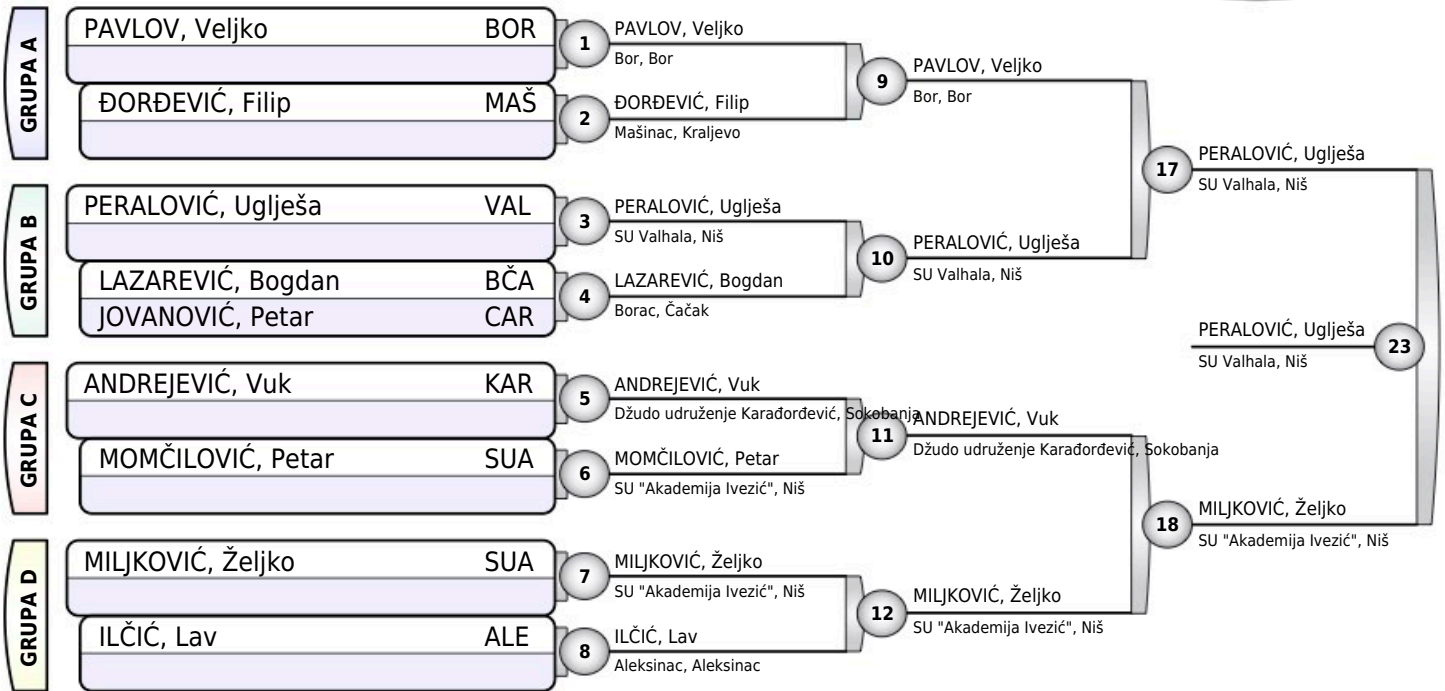 GRUPA A
PAVLOV, Veljko BOR
ĐORĐEVIĆ, Filip MAŠ
GRUPA B
PERALOVIĆ, Uglješa VAL
LAZAREVIĆ, Bogdan BČA
JOVANOVIĆ, Petar CAR
GRUPA C
ANDREJEVIĆ, Vuk KAR
MOMČILOVIĆ, Petar SUA
GRUPA D
MILJKOVIĆ, Željko SUA
ILČIĆ, Lav ALE
1
PAVLOV, Veljko
Bor, Bor
2
ĐORĐEVIĆ, Filip
Mašinac, Kraljevo
3
PERALOVIĆ, Uglješa
SU Valhala, Niš
4
LAZAREVIĆ, Bogdan
Borac, Čačak
5
ANDREJEVIĆ, Vuk
Džudo udruženje Karađorđević, Sokobanja
6
MOMČILOVIĆ, Petar
SU "Akademija Ivezić", Niš
7
MILJKOVIĆ, Željko
SU "Akademija Ivezić", Niš
8
ILČIĆ, Lav
Aleksinac, Aleksinac
9
PAVLOV, Veljko
Bor, Bor
10
PERALOVIĆ, Uglješa
SU Valhala, Niš
11
ANDREJEVIĆ, Vuk
Džudo udruženje Karađorđević, Sokobanja
12
MILJKOVIĆ, Željko
SU "Akademija Ivezić", Niš
17
PERALOVIĆ, Uglješa
SU Valhala, Niš
18
MILJKOVIĆ, Željko
SU "Akademija Ivezić", Niš
PERALOVIĆ, Uglješa
SU Valhala, Niš
23